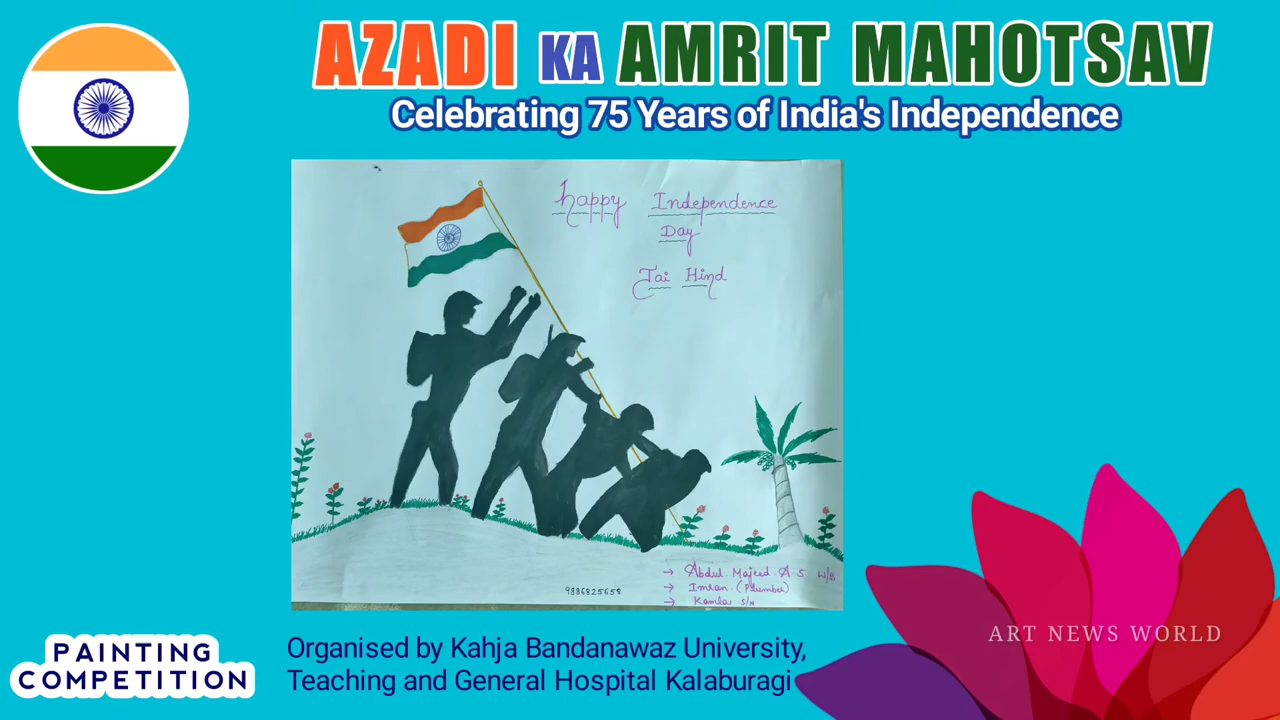 AZADI KA AMRIT MAHOTSAV
Celebrating 75 Years of India's Independence
Happy Independence
Day
Jai Hind
→ Abdul Majeed A S W/B
→ Imran (Plumber)
→ Kamla S/N
9886825658
PAINTING
COMPETITION
Organised by Kahja Bandanawaz University,
Teaching and General Hospital Kalaburagi
ART NEWS WORLD